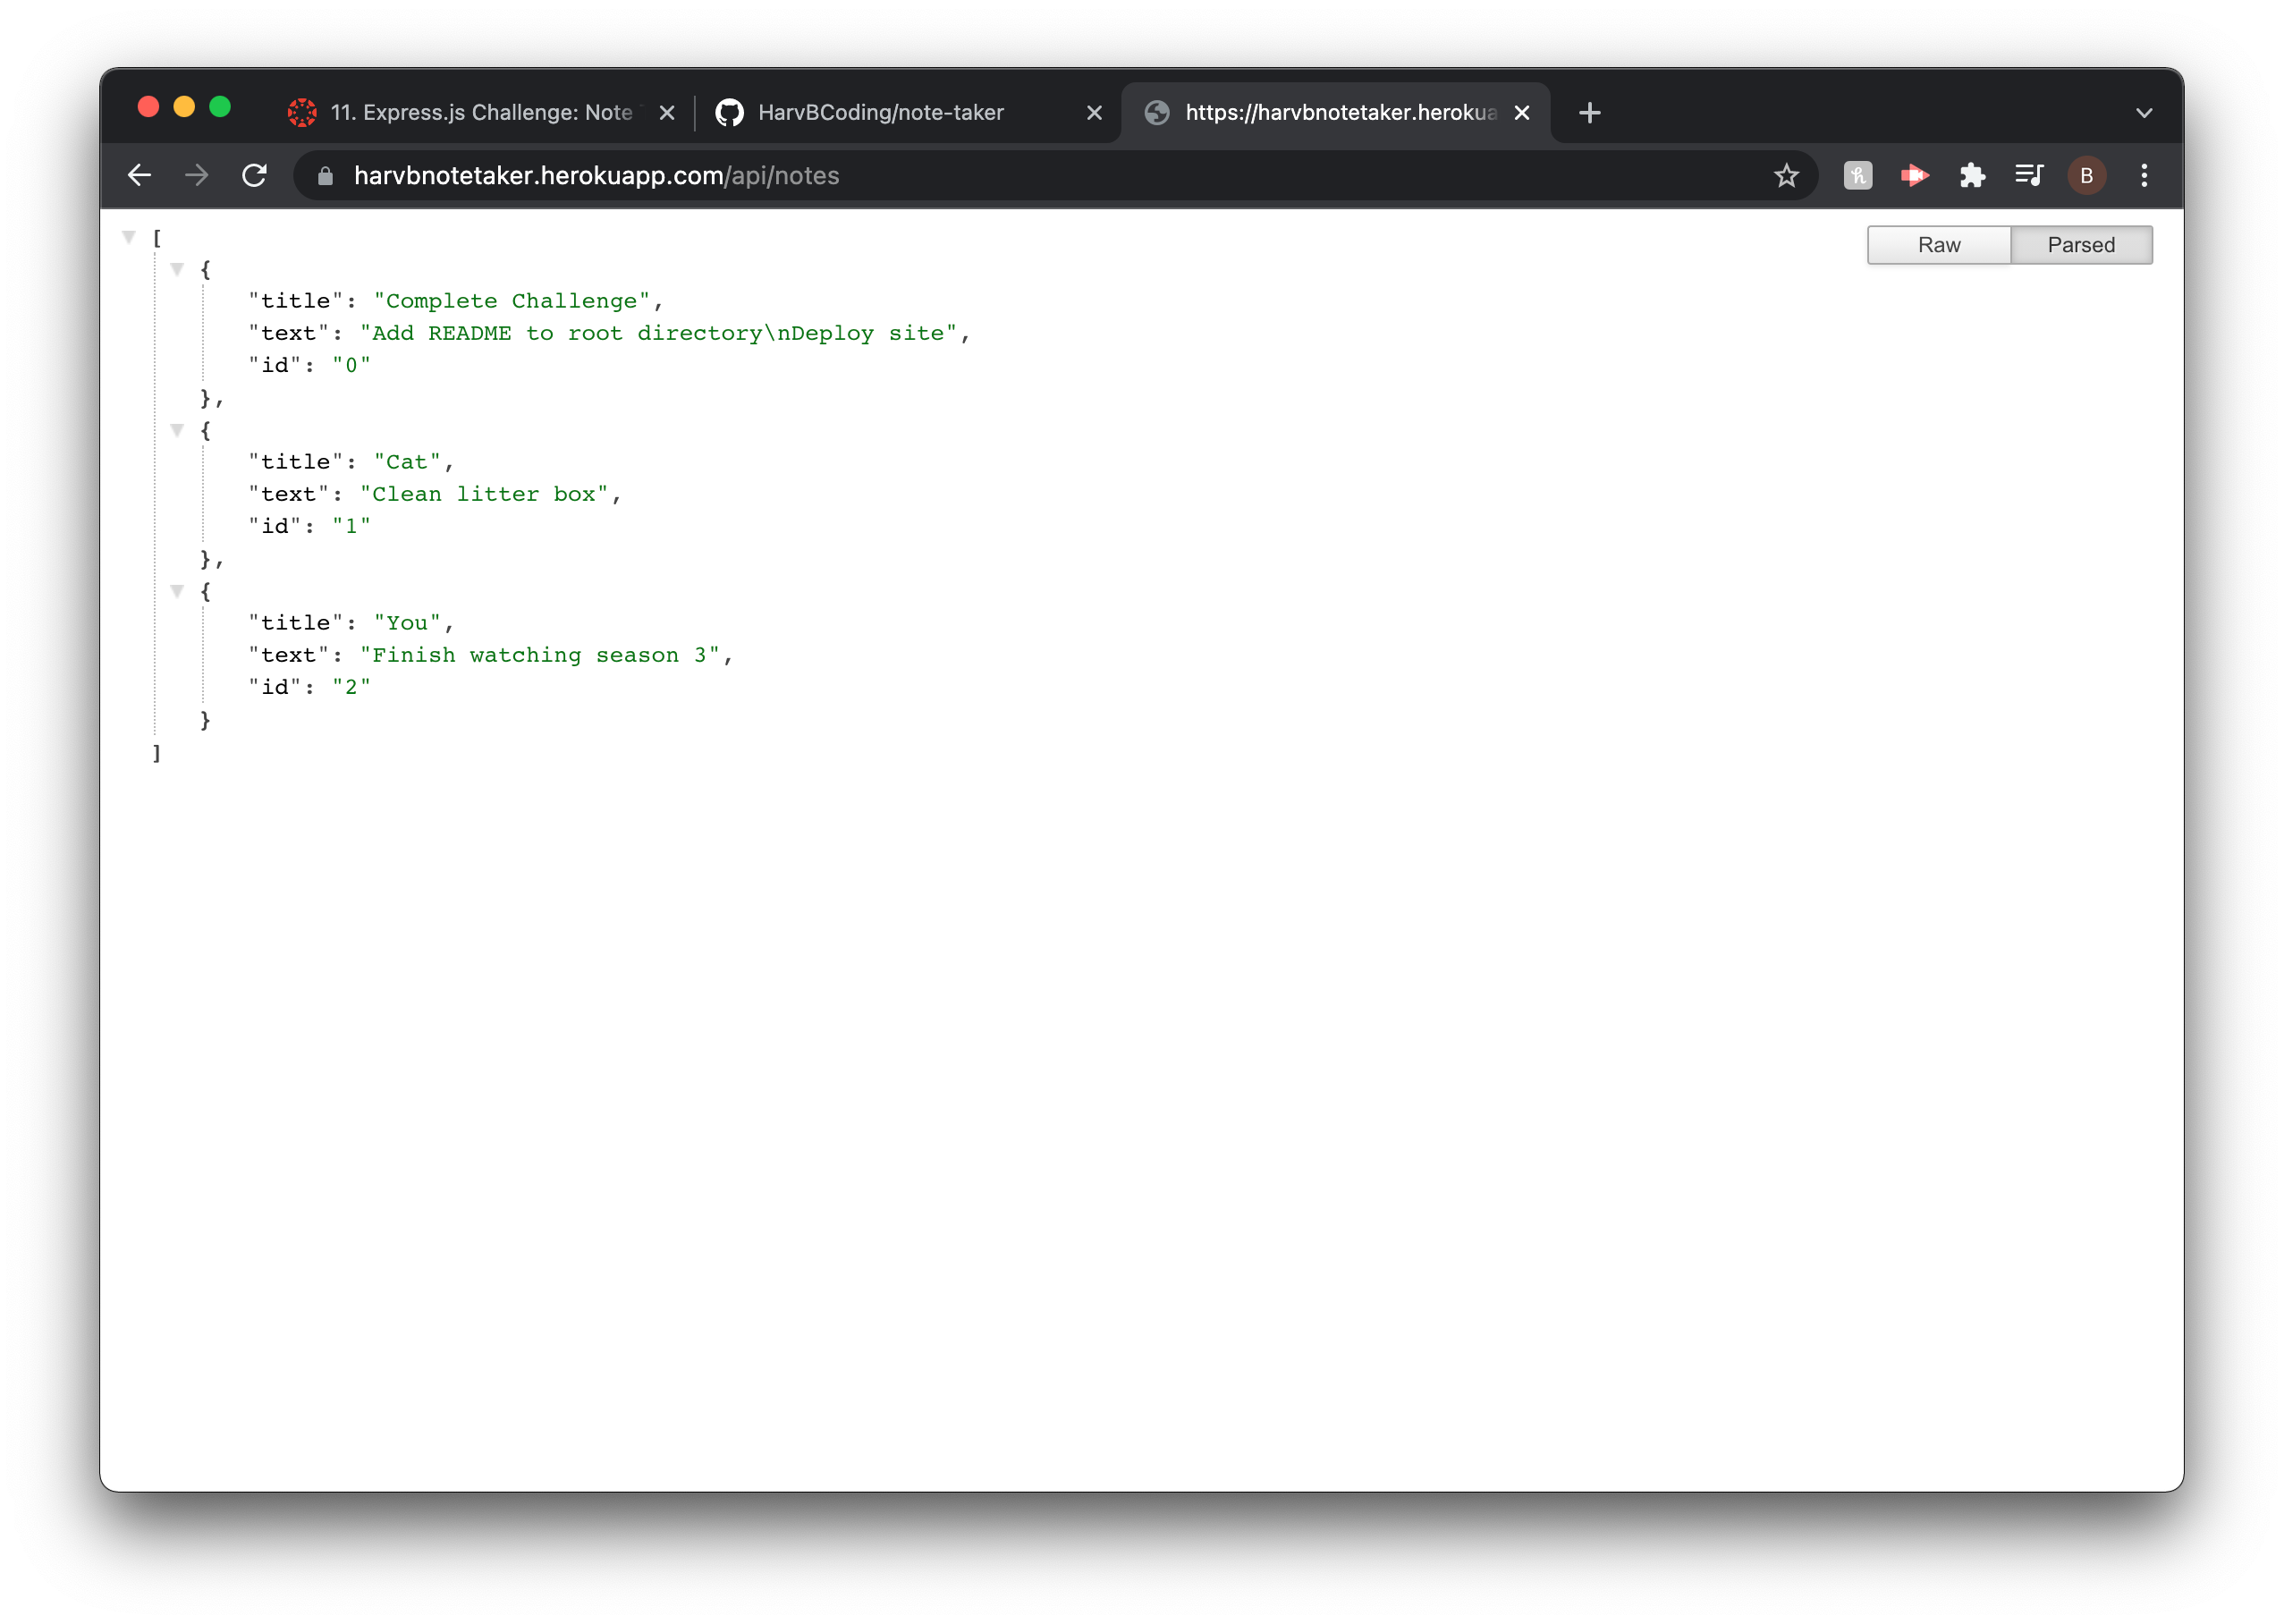 11. Express.js Challenge: Note
HarvBCoding/note-taker
https://harvbnotetaker.herokua
harvbnotetaker.herokuapp.com/api/notes
B
Raw
Parsed
[
{
"title": "Complete Challenge",
"text": "Add README to root directory\nDeploy site",
"id": "0"
},
{
"title": "Cat",
"text": "Clean litter box",
"id": "1"
},
{
"title": "You",
"text": "Finish watching season 3",
"id": "2"
}
]